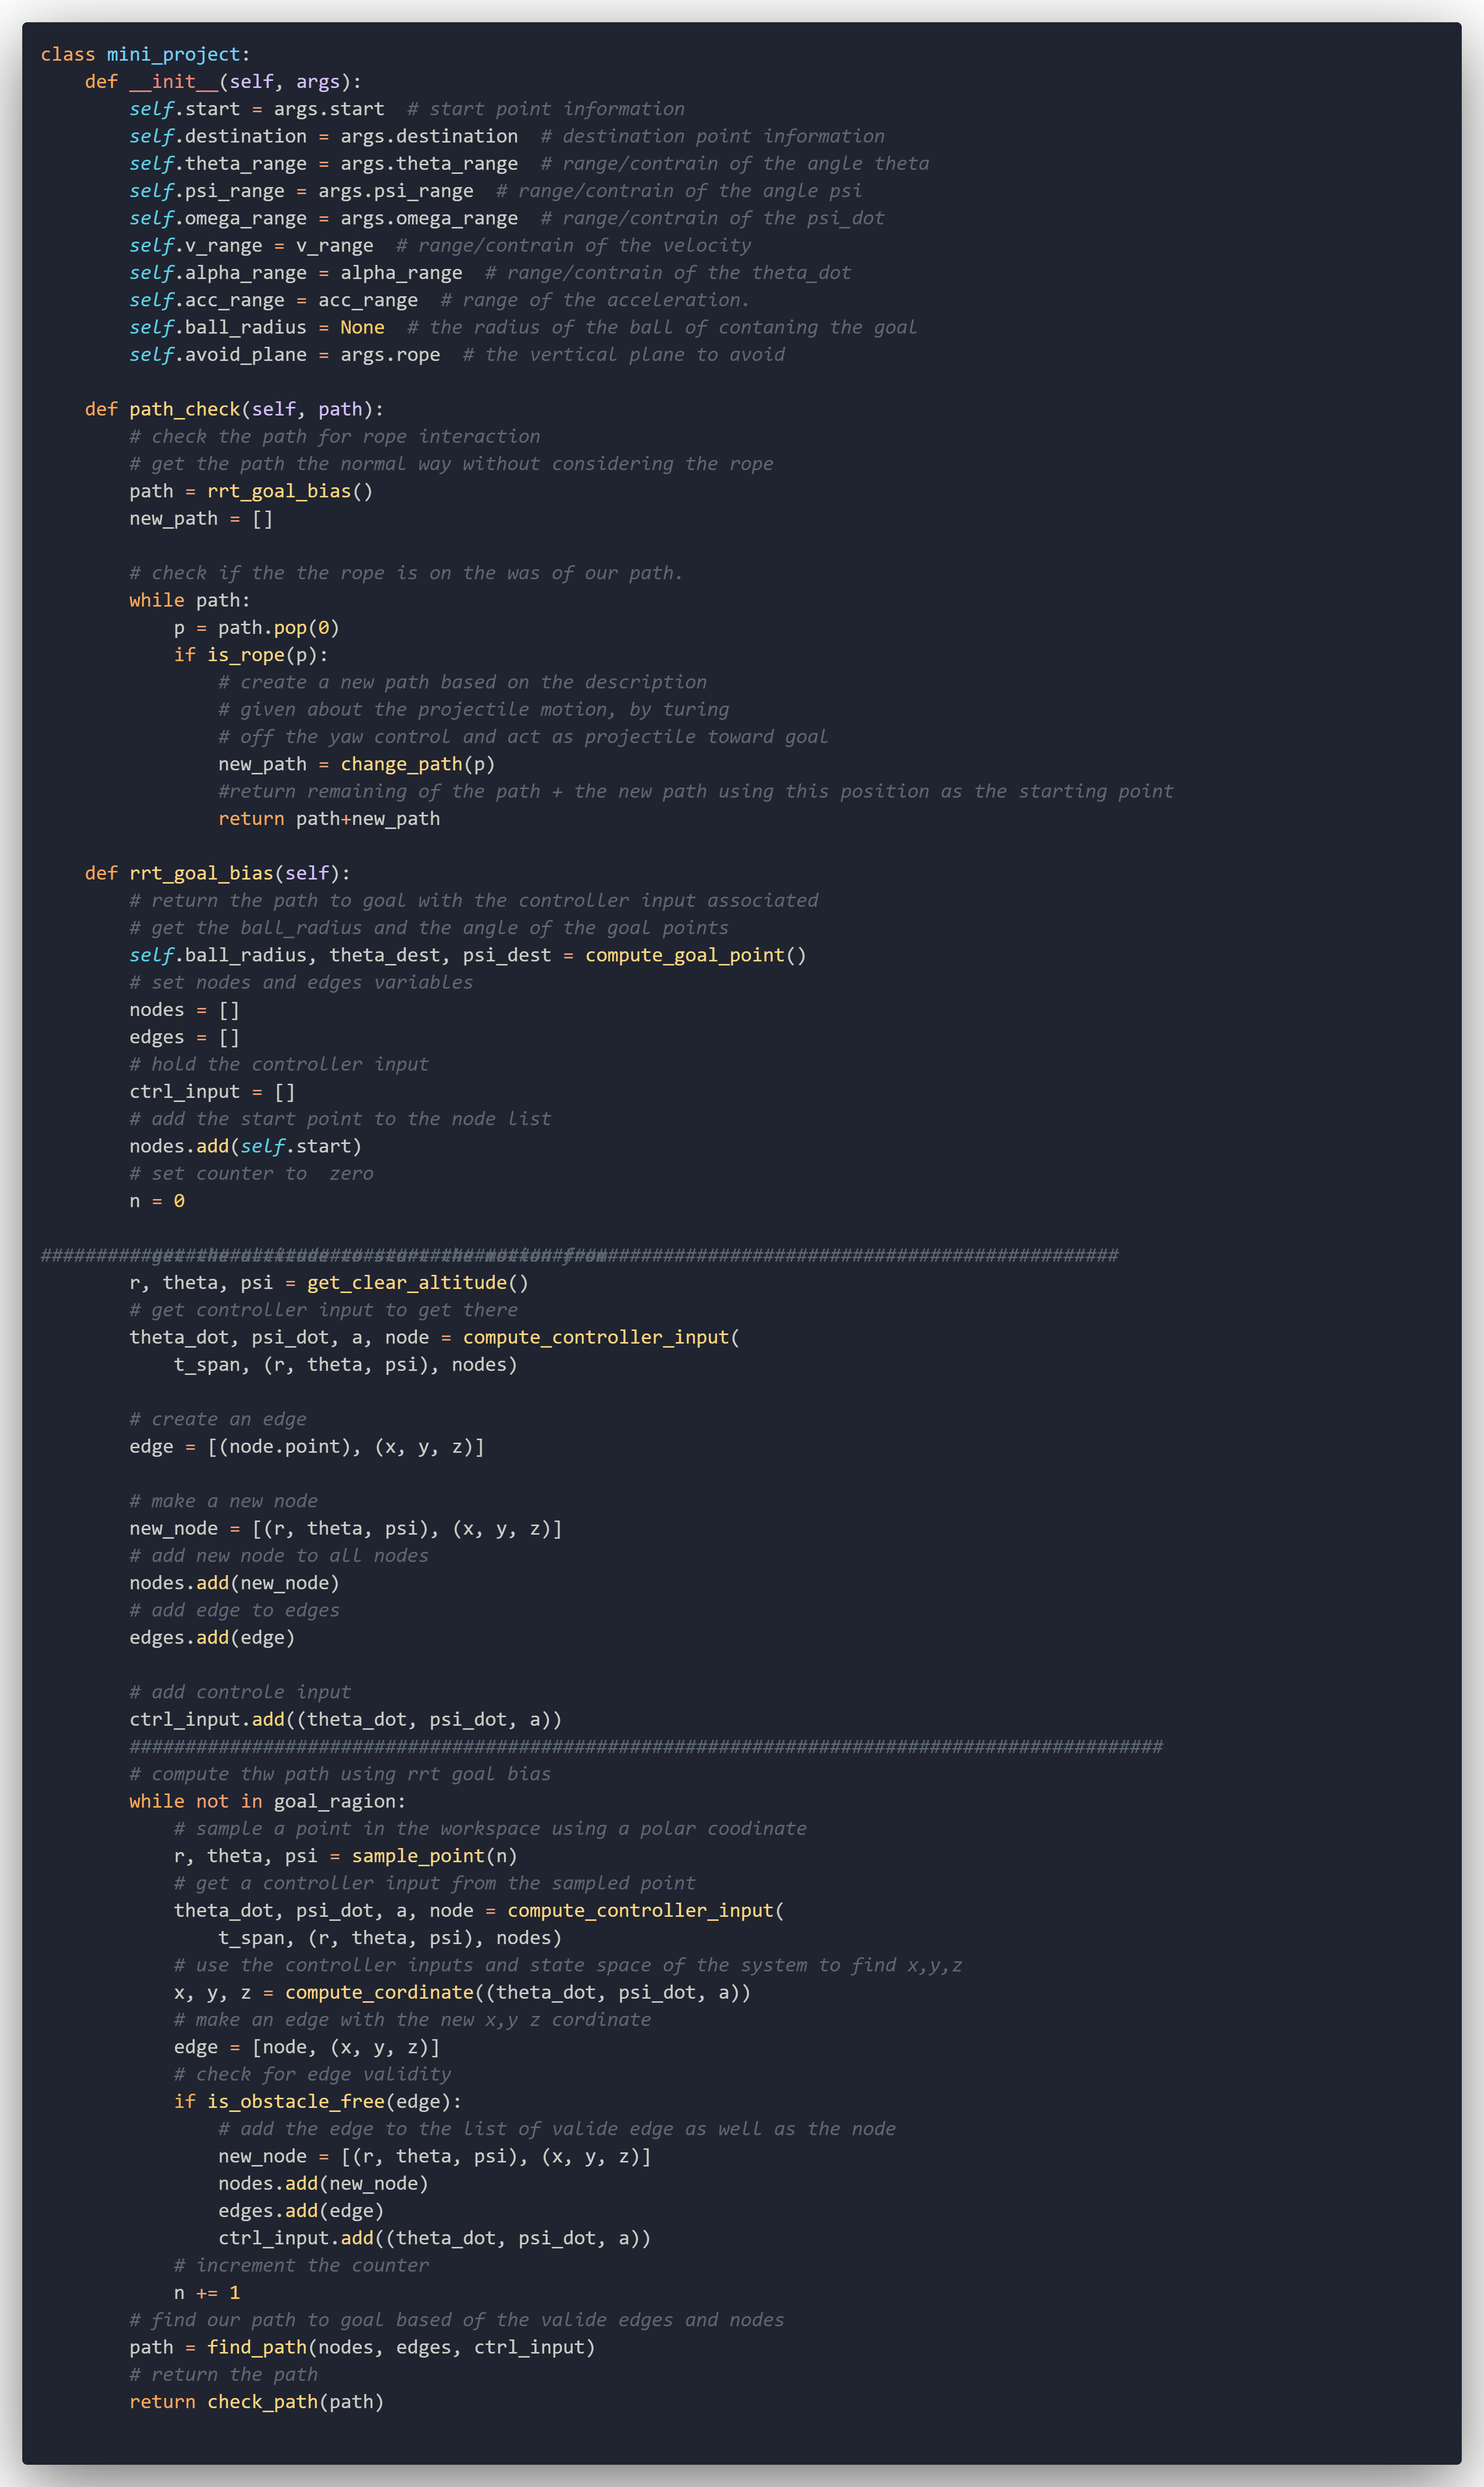 class mini_project:
    def __init__(self, args):
        self.start = args.start  # start point information
        self.destination = args.destination  # destination point information
        self.theta_range = args.theta_range  # range/contrain of the angle theta
        self.psi_range = args.psi_range  # range/contrain of the angle psi
        self.omega_range = args.omega_range  # range/contrain of the psi_dot
        self.v_range = v_range  # range/contrain of the velocity
        self.alpha_range = alpha_range  # range/contrain of the theta_dot
        self.acc_range = acc_range  # range of the acceleration.
        self.ball_radius = None  # the radius of the ball of contaning the goal
        self.avoid_plane = args.rope  # the vertical plane to avoid

    def path_check(self, path):
        # check the path for rope interaction
        # get the path the normal way without considering the rope
        path = rrt_goal_bias()
        new_path = []

        # check if the the rope is on the was of our path.
        while path:
            p = path.pop(0)
            if is_rope(p):
                # create a new path based on the description
                # given about the projectile motion, by turing
                # off the yaw control and act as projectile toward goal
                new_path = change_path(p)
                #return remaining of the path + the new path using this position as the starting point
                return path+new_path

    def rrt_goal_bias(self):
        # return the path to goal with the controller input associated
        # get the ball_radius and the angle of the goal points
        self.ball_radius, theta_dest, psi_dest = compute_goal_point()
        # set nodes and edges variables
        nodes = []
        edges = []
        # hold the controller input
        ctrl_input = []
        # add the start point to the node list
        nodes.add(self.start)
        # set counter to  zero
        n = 0

        # get the altitude to start the motion from
        r, theta, psi = get_clear_altitude()
        # get controller input to get there
        theta_dot, psi_dot, a, node = compute_controller_input(
            t_span, (r, theta, psi), nodes)

        # create an edge
        edge = [(node.point), (x, y, z)]

        # make a new node
        new_node = [(r, theta, psi), (x, y, z)]
        # add new node to all nodes
        nodes.add(new_node)
        # add edge to edges
        edges.add(edge)

        # add controle input
        ctrl_input.add((theta_dot, psi_dot, a))
        #############################################################################################
        # compute thw path using rrt goal bias
        while not in goal_ragion:
            # sample a point in the workspace using a polar coodinate
            r, theta, psi = sample_point(n)
            # get a controller input from the sampled point
            theta_dot, psi_dot, a, node = compute_controller_input(
                t_span, (r, theta, psi), nodes)
            # use the controller inputs and state space of the system to find x,y,z
            x, y, z = compute_cordinate((theta_dot, psi_dot, a))
            # make an edge with the new x,y z cordinate
            edge = [node, (x, y, z)]
            # check for edge validity
            if is_obstacle_free(edge):
                # add the edge to the list of valide edge as well as the node
                new_node = [(r, theta, psi), (x, y, z)]
                nodes.add(new_node)
                edges.add(edge)
                ctrl_input.add((theta_dot, psi_dot, a))
            # increment the counter
            n += 1
        # find our path to goal based of the valide edges and nodes
        path = find_path(nodes, edges, ctrl_input)
        # return the path
        return check_path(path)